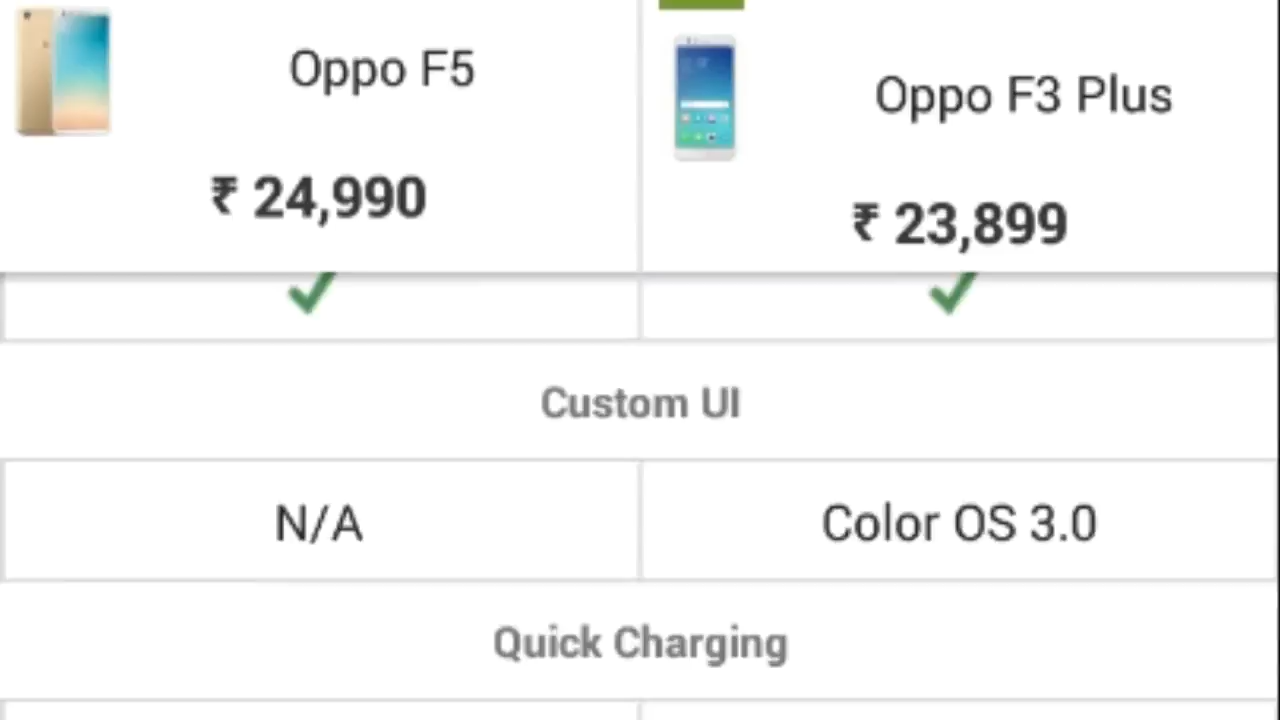 Oppo F5
Oppo F3 Plus
₹ 24,990
₹ 23,899
Custom UI
N/A
Color OS 3.0
Quick Charging